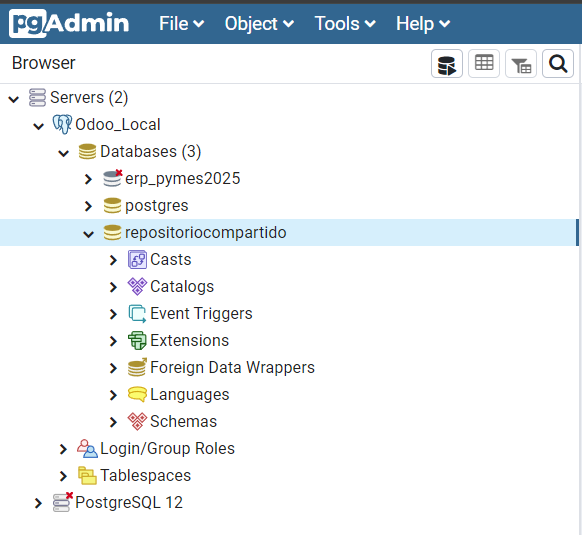 pgAdmin File Object Tools Help
Browser
Servers (2)
Odoo_Local
Databases (3)
erp_pymes2025
postgres
repositoriocompartido
Casts
Catalogs
Event Triggers
Extensions
Foreign Data Wrappers
Languages
Schemas
Login/Group Roles
Tablespaces
PostgreSQL 12